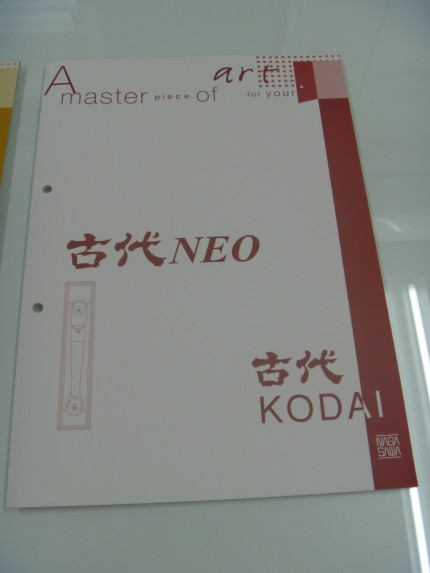 A master piece of art for your
古代NEO
古代
KODAI
NAGA
SAWA